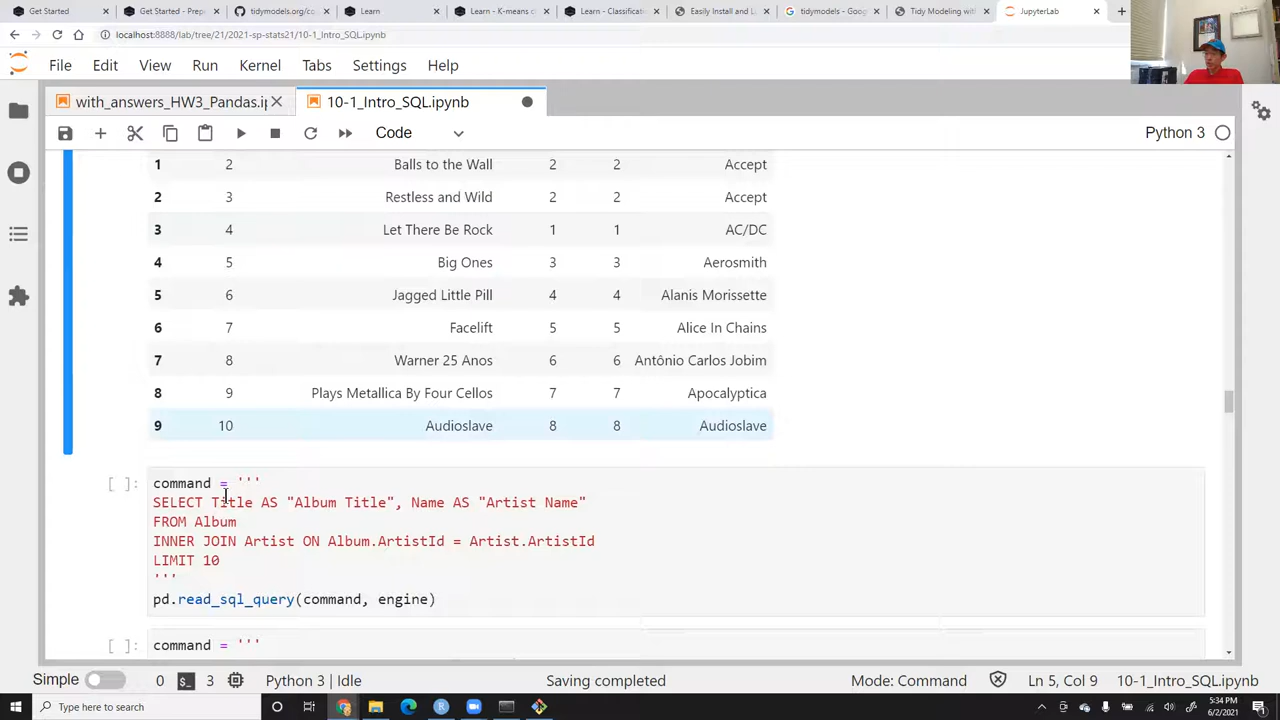 Get Started
Get Started - Prep
tidymodels.org/co
Learn
Learn - K-means c
Learn - Classificati
Easily Install and L
tidymodels - Goog
Tidy Modeling with
JupyterLab
localhost:8888/lab/tree/21/2021-sp-stats21/10-1_Intro_SQL.ipynb
File Edit View Run Kernel Tabs Settings Help
with_answers_HW3_Pandas.ip 10-1_Intro_SQL.ipynb
Code Python 3
1 2 Balls to the Wall 2 2 Accept
2 3 Restless and Wild 2 2 Accept
3 4 Let There Be Rock 1 1 AC/DC
4 5 Big Ones 3 3 Aerosmith
5 6 Jagged Little Pill 4 4 Alanis Morissette
6 7 Facelift 5 5 Alice In Chains
7 8 Warner 25 Anos 6 6 Antônio Carlos Jobim
8 9 Plays Metallica By Four Cellos 7 7 Apocalyptica
9 10 Audioslave 8 8 Audioslave
[ ]: command = '''
SELECT Title AS "Album Title", Name AS "Artist Name"
FROM Album
INNER JOIN Artist ON Album.ArtistId = Artist.ArtistId
LIMIT 10
'''
pd.read_sql_query(command, engine)
[ ]: command = '''
Simple 0 3 Python 3 | Idle Saving completed Mode: Command Ln 5, Col 9 10-1_Intro_SQL.ipynb
Type here to search
5:34 PM
6/2/2021